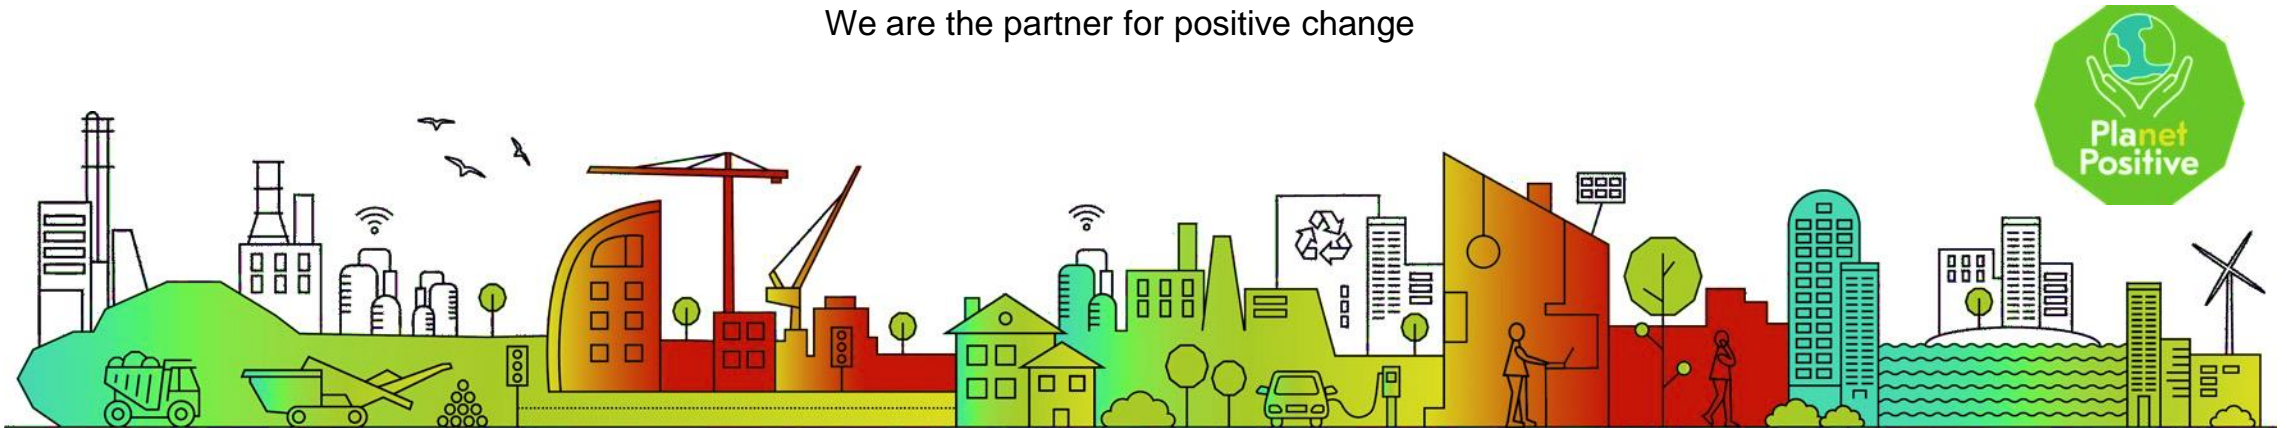 We are the partner for positive change
Planet
Positive